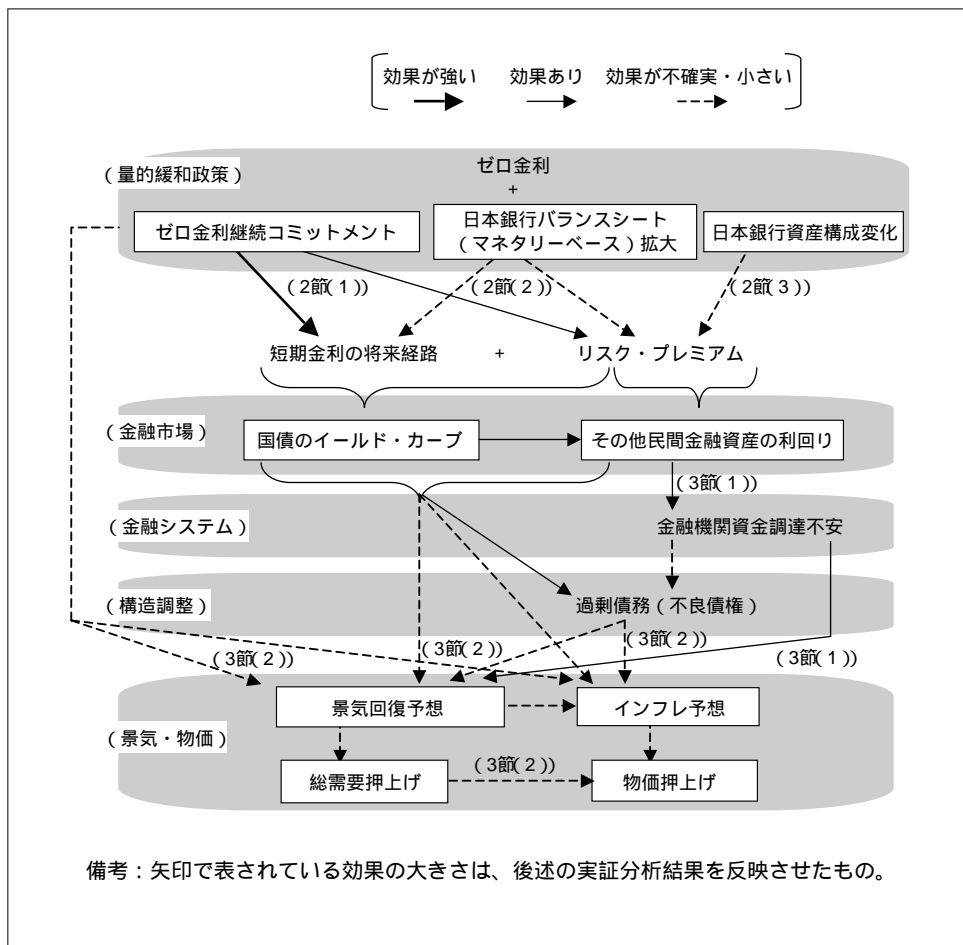 効果が強い 効果あり 効果が不確実・小さい
（量的緩和政策）
ゼロ金利
+
ゼロ金利継続コミットメント
日本銀行バランスシート
（マネタリーベース）拡大
日本銀行資産構成変化
（2節（1））
（2節（2））
（2節（3））
短期金利の将来経路 + リスク・プレミアム
（金融市場）
国債のイールド・カーブ
その他民間金融資産の利回り
（3節（1））
（金融システム）
金融機関資金調達不安
（構造調整）
過剰債務（不良債権）
（3節（2））
（3節（2））
（3節（2））
（3節（1））
景気回復予想
インフレ予想
（景気・物価）
（3節（2））
総需要押上げ
物価押上げ
備考：矢印で表されている効果の大きさは、後述の実証分析結果を反映させたもの。